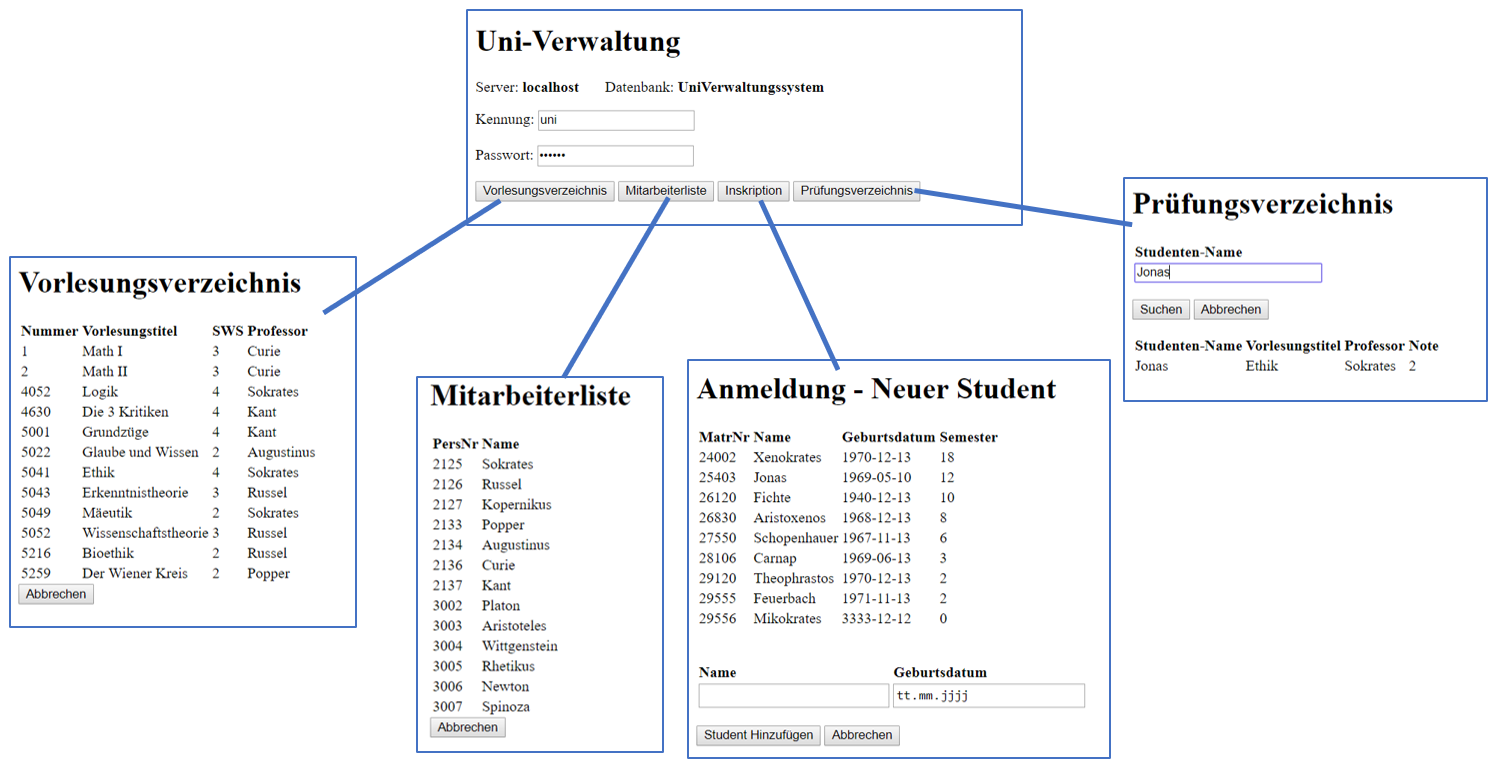 Uni-Verwaltung
Server: localhost Datenbank: UniVerwaltungssystem
Kennung: uni
Passwort: ••••••
Vorlesungsverzeichnis Mitarbeiterliste Inskription Prüfungsverzeichnis
Vorlesungsverzeichnis
Nummer Vorlesungstitel SWS Professor
1 Math I 3 Curie
2 Math II 3 Curie
4052 Logik 4 Sokrates
4630 Die 3 Kritiken 4 Kant
5001 Grundzüge 4 Kant
5022 Glaube und Wissen 2 Augustinus
5041 Ethik 4 Sokrates
5043 Erkenntnistheorie 3 Russel
5049 Mäeutik 2 Sokrates
5052 Wissenschaftstheorie 3 Russel
5216 Bioethik 2 Russel
5259 Der Wiener Kreis 2 Popper
Abbrechen
Mitarbeiterliste
PersNr Name
2125 Sokrates
2126 Russel
2127 Kopernikus
2133 Popper
2134 Augustinus
2136 Curie
2137 Kant
3002 Platon
3003 Aristoteles
3004 Wittgenstein
3005 Rhetikus
3006 Newton
3007 Spinoza
Abbrechen
Anmeldung - Neuer Student
MatrNr Name Geburtsdatum Semester
24002 Xenokrates 1970-12-13 18
25403 Jonas 1969-05-10 12
26120 Fichte 1940-12-13 10
26830 Aristoxenos 1968-12-13 8
27550 Schopenhauer 1967-11-13 6
28106 Carnap 1969-06-13 3
29120 Theophrastos 1970-12-13 2
29555 Feuerbach 1971-11-13 2
29556 Mikokrates 3333-12-12 0
Name Geburtsdatum
tt.mm.jjjj
Student Hinzufügen Abbrechen
Prüfungsverzeichnis
Studenten-Name
Jonas
Suchen Abbrechen
Studenten-Name Vorlesungstitel Professor Note
Jonas Ethik Sokrates 2